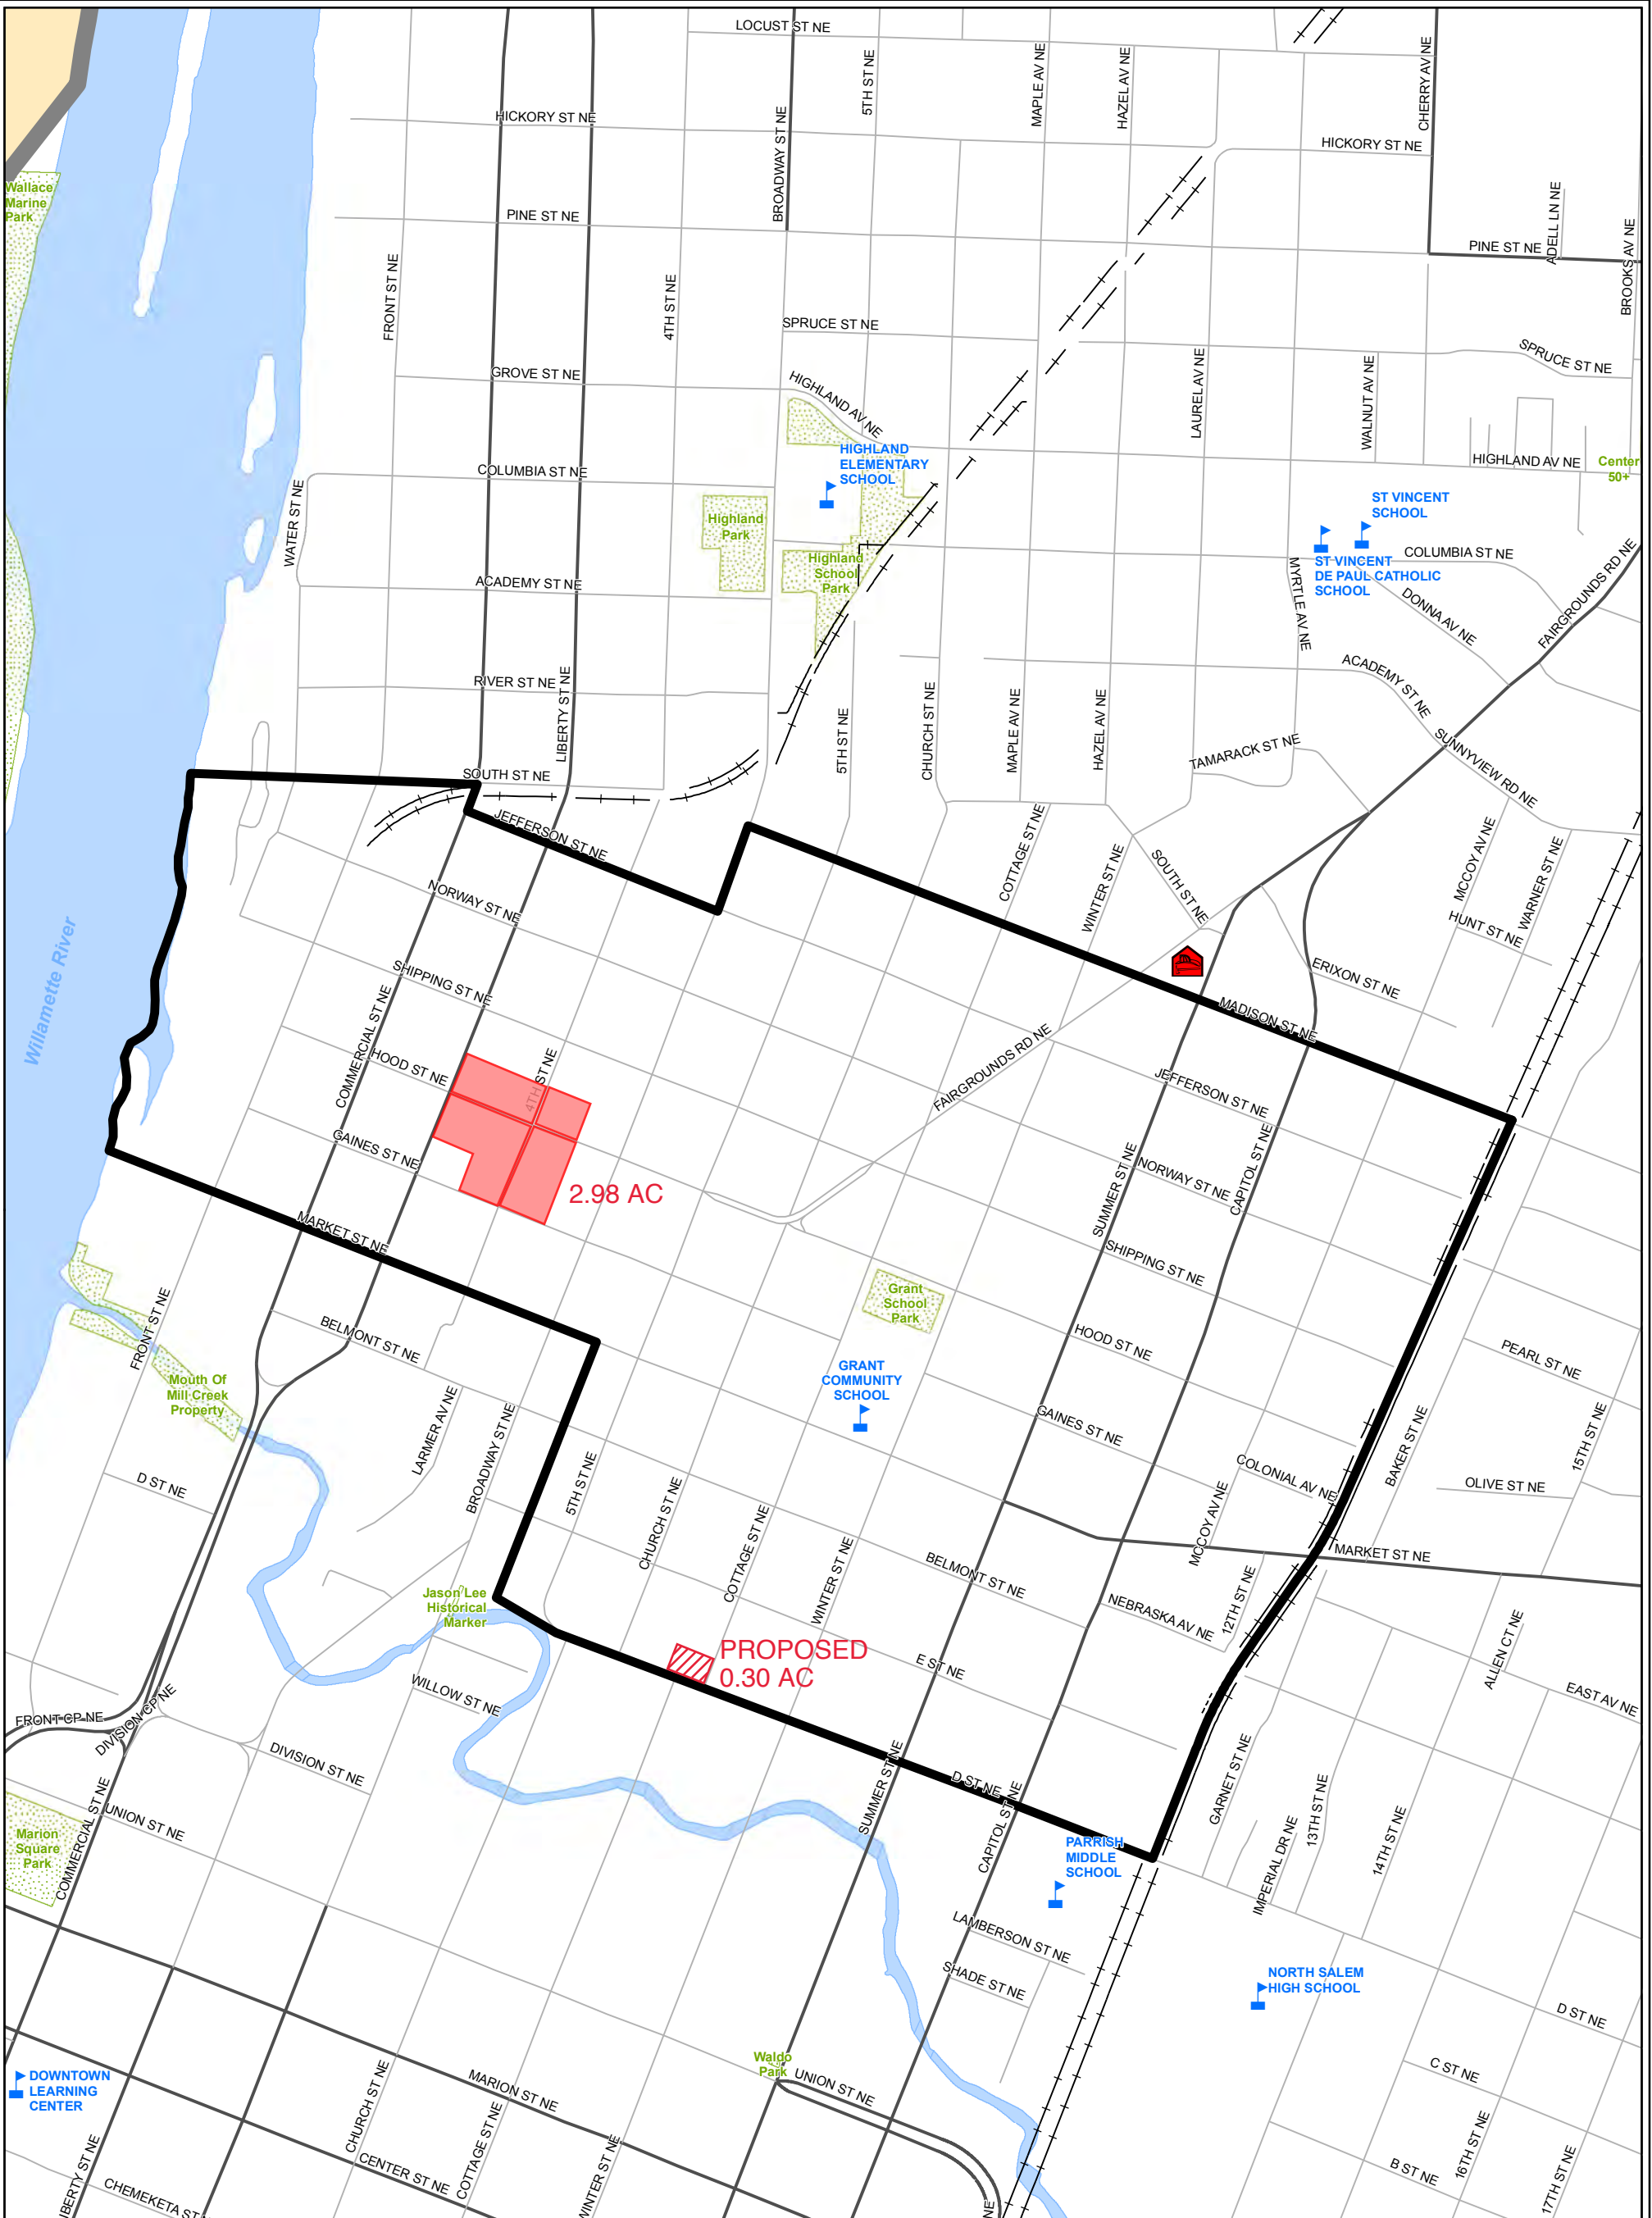 LOCUST ST NE
5TH ST NE
MAPLE AV NE
HAZEL AV NE
CHERRY AV NE
HICKORY ST NE
BROADWAY ST NE
HICKORY ST NE
Wallace
Marine
Park
PINE ST NE
ADELL LN NE
PINE ST NE
BROOKS AV NE
FRONT ST NE
4TH ST NE
SPRUCE ST NE
SPRUCE ST NE
GROVE ST NE
HIGHLAND AV NE
LAUREL AV NE
WALNUT AV NE
HIGHLAND
ELEMENTARY
SCHOOL
HIGHLAND AV NE
Center
50+
COLUMBIA ST NE
WATER ST NE
Highland
Park
ST VINCENT
SCHOOL
COLUMBIA ST NE
ST VINCENT
DE PAUL CATHOLIC
SCHOOL
Highland
School
Park
ACADEMY ST NE
MYRTLE AV NE
DONNA AV NE
FAIRGROUNDS RD NE
RIVER ST NE
LIBERTY ST NE
5TH ST NE
CHURCH ST NE
MAPLE AV NE
HAZEL AV NE
ACADEMY ST NE
TAMARACK ST NE
SUNNYVIEW RD NE
SOUTH ST NE
JEFFERSON ST NE
COTTAGE ST NE
WINTER ST NE
SOUTH ST NE
MCCOY AV NE
WARNER ST NE
HUNT ST NE
NORWAY ST NE
Willamette River
SHIPPING ST NE
COMMERCIAL ST NE
ERIXON ST NE
MADISON ST NE
HOOD ST NE
4TH ST NE
FAIRGROUNDS RD NE
JEFFERSON ST NE
GAINES ST NE
2.98 AC
SUMMER ST NE
NORWAY ST NE
CAPITOL ST NE
MARKET ST NE
SHIPPING ST NE
Grant
School
Park
FRONT ST NE
BELMONT ST NE
HOOD ST NE
PEARL ST NE
Mouth Of
Mill Creek
Property
GRANT
COMMUNITY
SCHOOL
LARMER AV NE
BROADWAY ST NE
GAINES ST NE
BAKER ST NE
15TH ST NE
D ST NE
5TH ST NE
CHURCH ST NE
COTTAGE ST NE
WINTER ST NE
COLONIAL AV NE
OLIVE ST NE
MCCOY AV NE
MARKET ST NE
BELMONT ST NE
Jason Lee
Historical
Marker
NEBRASKA AV NE
12TH ST NE
ALLEN CT NE
PROPOSED
0.30 AC
E ST NE
WILLOW ST NE
EAST AV NE
FRONT CP NE
DIVISION CP NE
DIVISION ST NE
SUMMER ST NE
D ST NE
CAPITOL ST NE
GARNET ST NE
IMPERIAL DR NE
13TH ST NE
14TH ST NE
UNION ST NE
Marion
Square
Park
COMMERCIAL ST NE
PARRISH
MIDDLE
SCHOOL
LAMBERSON ST NE
SHADE ST NE
NORTH SALEM
HIGH SCHOOL
D ST NE
Waldo
Park
UNION ST NE
C ST NE
DOWNTOWN
LEARNING
CENTER
MARION ST NE
CHURCH ST NE
COTTAGE ST NE
CENTER ST NE
WINTER ST NE
B ST NE
16TH ST NE
17TH ST NE
CHEMEKETA ST
IBERTY ST NE
NE